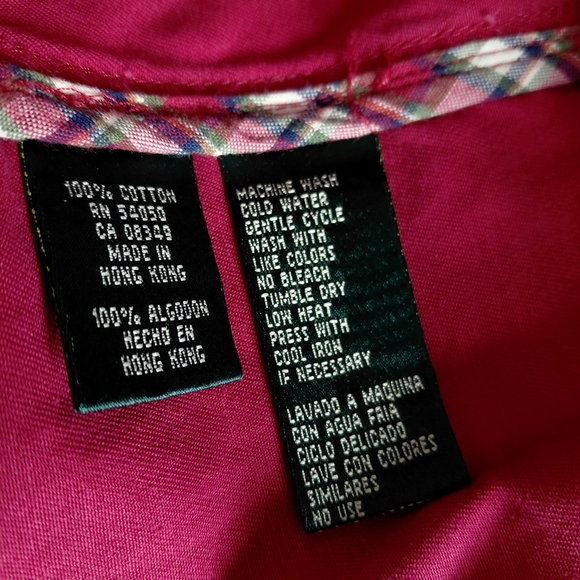 100% COTTON
RN 54050
CA 08349
MADE IN
HONG KONG
100% ALGODON
HECHO EN
HONG KONG
MACHINE WASH
COLD WATER
GENTLE CYCLE
WASH WITH
LIKE COLORS
NO BLEACH
TUMBLE DRY
LOW HEAT
PRESS WITH
COOL IRON
IF NECESSARY
LAVADO A MAQUINA
CON AGUA FRIA
CICLO DELICADO
LAVE CON COLORES
SIMILARES
NO USE